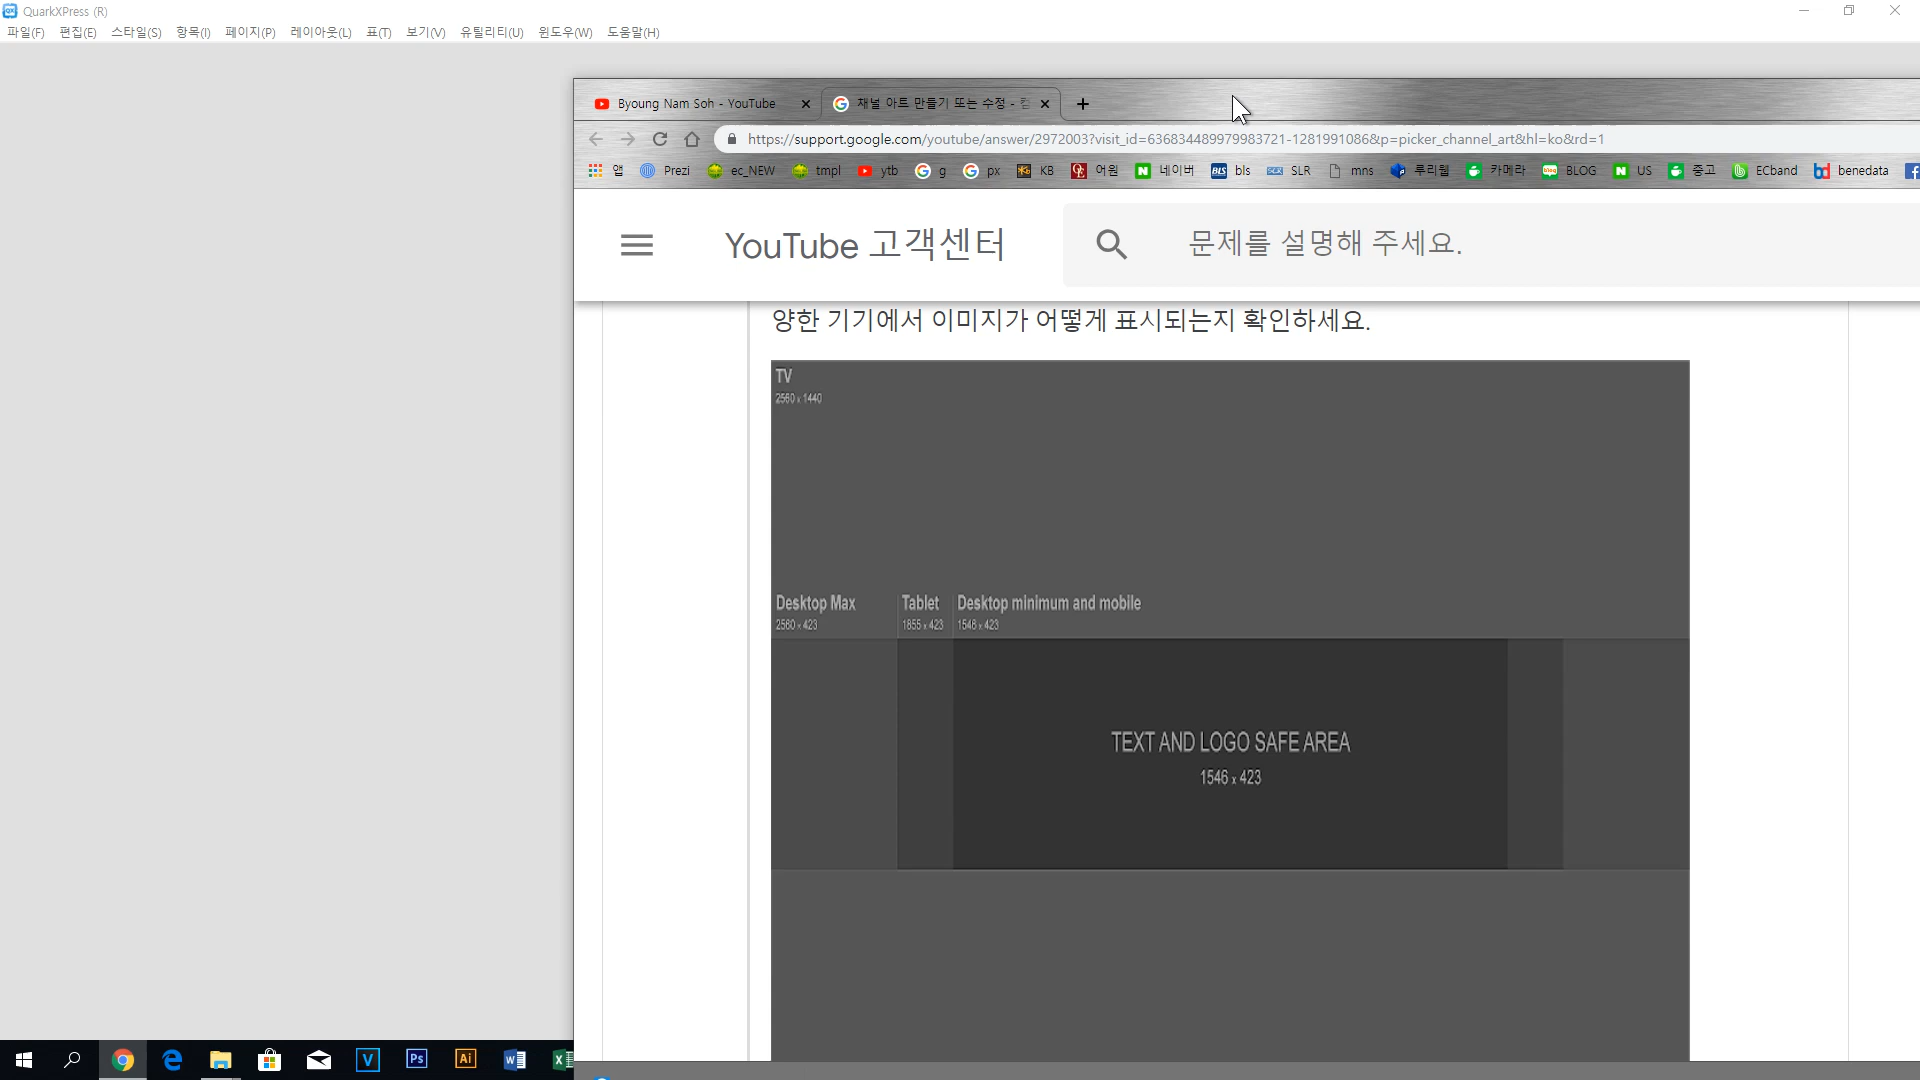 QuarkXPress (R)
파일(F) 편집(E) 스타일(S) 항목(I) 페이지(P) 레이아웃(L) 표(T) 보기(V) 유틸리티(U) 윈도우(W) 도움말(H)
Byoung Nam Soh - YouTube
채널 아트 만들기 또는 수정 -
https://support.google.com/youtube/answer/2972003?visit_id=636834489979983721-1281991086&p=picker_channel_art&hl=ko&rd=1
앱 Prezi ec_NEW tmpl ytb g px KB 어원 네이버 bls SLR mns 루리웹 카메라 BLOG US 중고 ECband benedata
YouTube 고객센터
문제를 설명해 주세요.
양한 기기에서 이미지가 어떻게 표시되는지 확인하세요.
TV
2560 x 1440
Desktop Max
2560 x 423
Tablet
1855 x 423
Desktop minimum and mobile
1546 x 423
TEXT AND LOGO SAFE AREA
1546 x 423